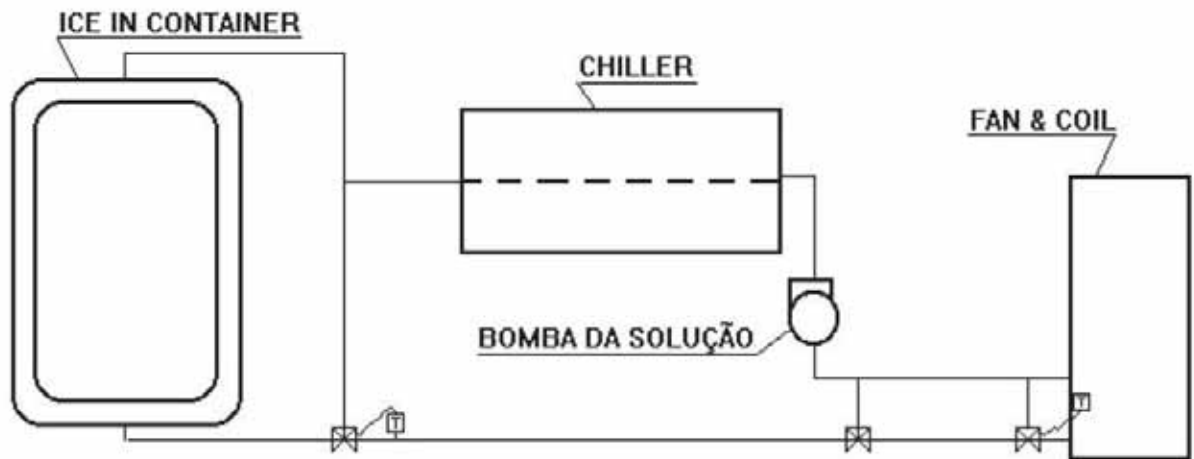 ICE IN CONTAINER
CHILLER
FAN & COIL
BOMBA DA SOLUÇÃO
T
T